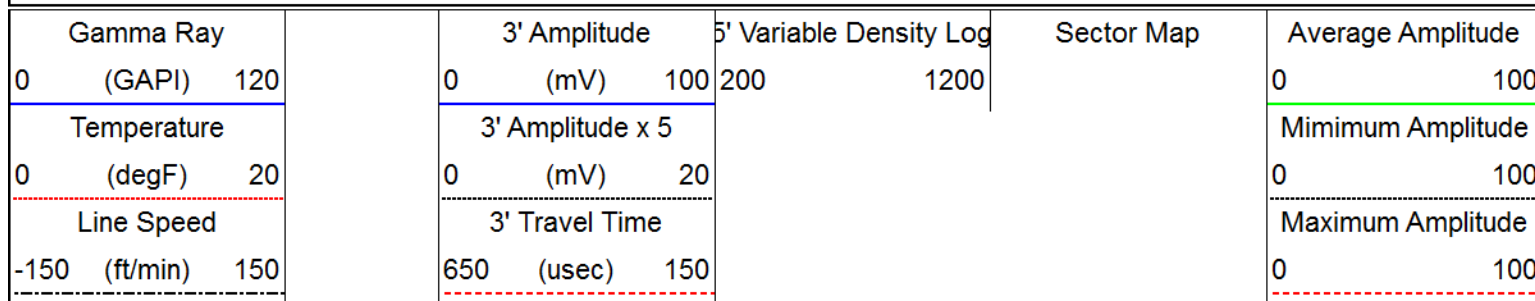 Gamma Ray
0 (GAPI) 120
Temperature
0 (degF) 20
Line Speed
-150 (ft/min) 150
3' Amplitude
0 (mV) 100
3' Amplitude x 5
0 (mV) 20
3' Travel Time
650 (usec) 150
5' Variable Density Log
200 1200
Sector Map
Average Amplitude
0 100
Mimimum Amplitude
0 100
Maximum Amplitude
0 100